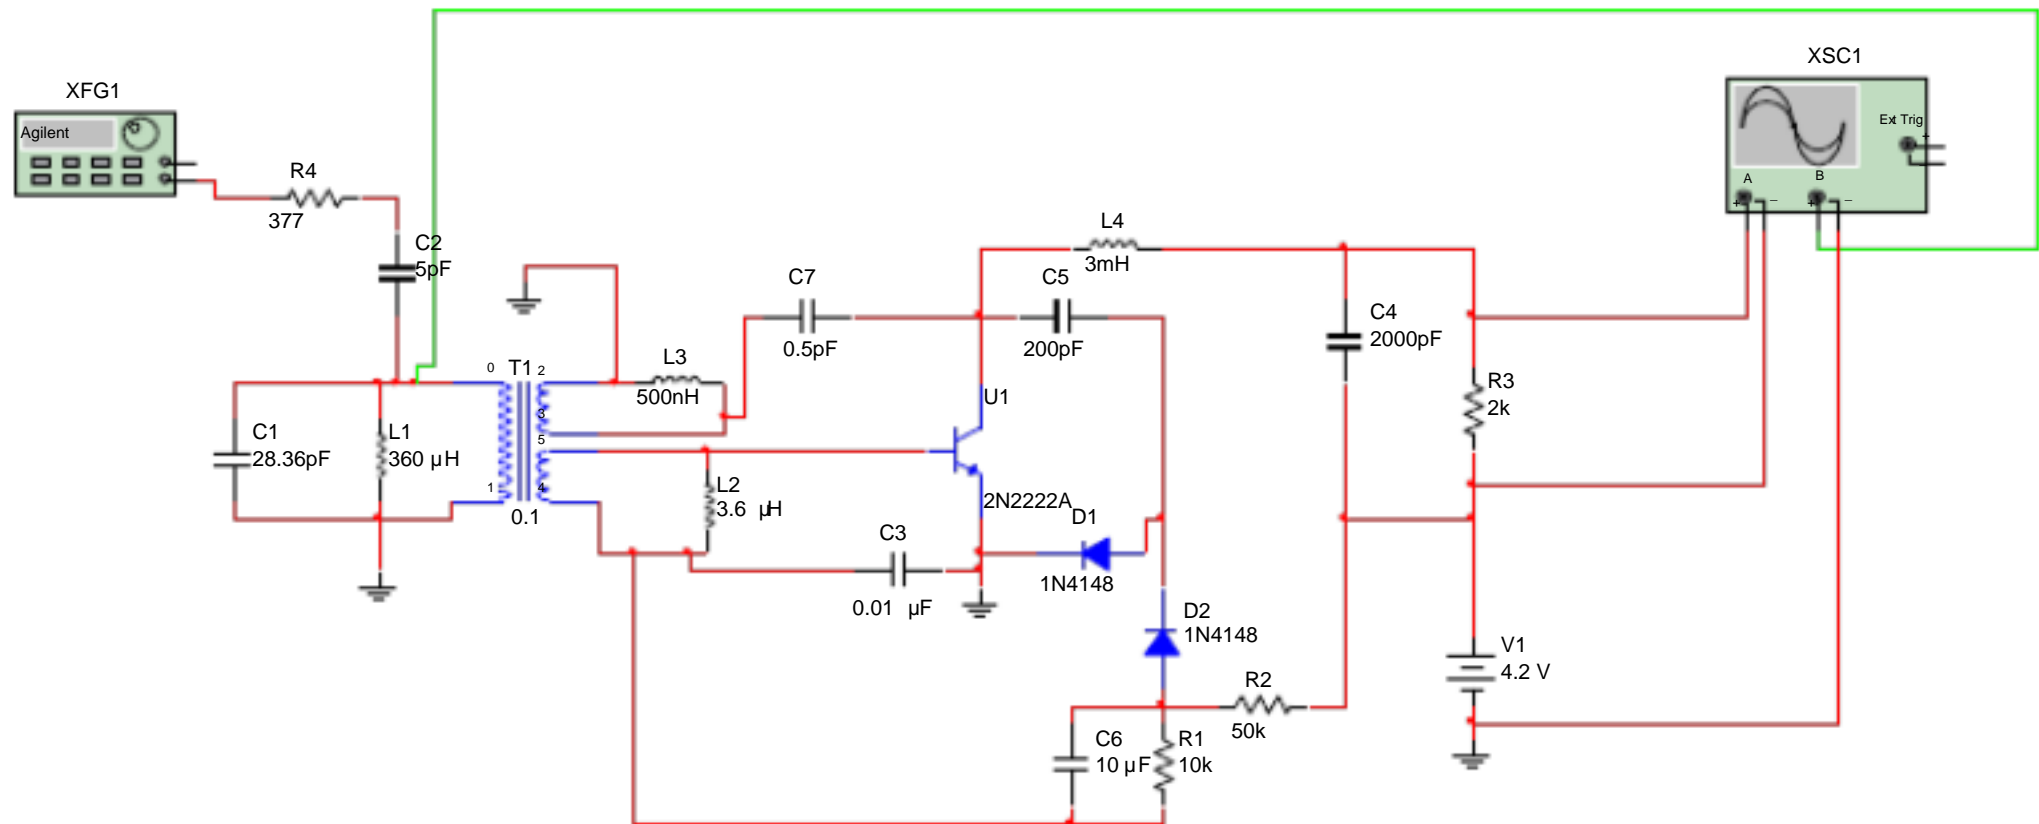 XSC1
XFG1
Ext Trig
+
Agilent
R4
A
B
+
–
+
–
377
L4
C2
5pF
3mH
C7
C5
C4
2000pF
0.5pF
200pF
L3
0
T1
2
500nH
R3
2k
U1
3
C1
28.36pF
L1
360 µH
5
L2
3.6 µH
1
4
2N2222A
0.1
D1
C3
1N4148
0.01 µF
D2
1N4148
V1
4.2 V
R2
50k
C6
10 µF
R1
10k